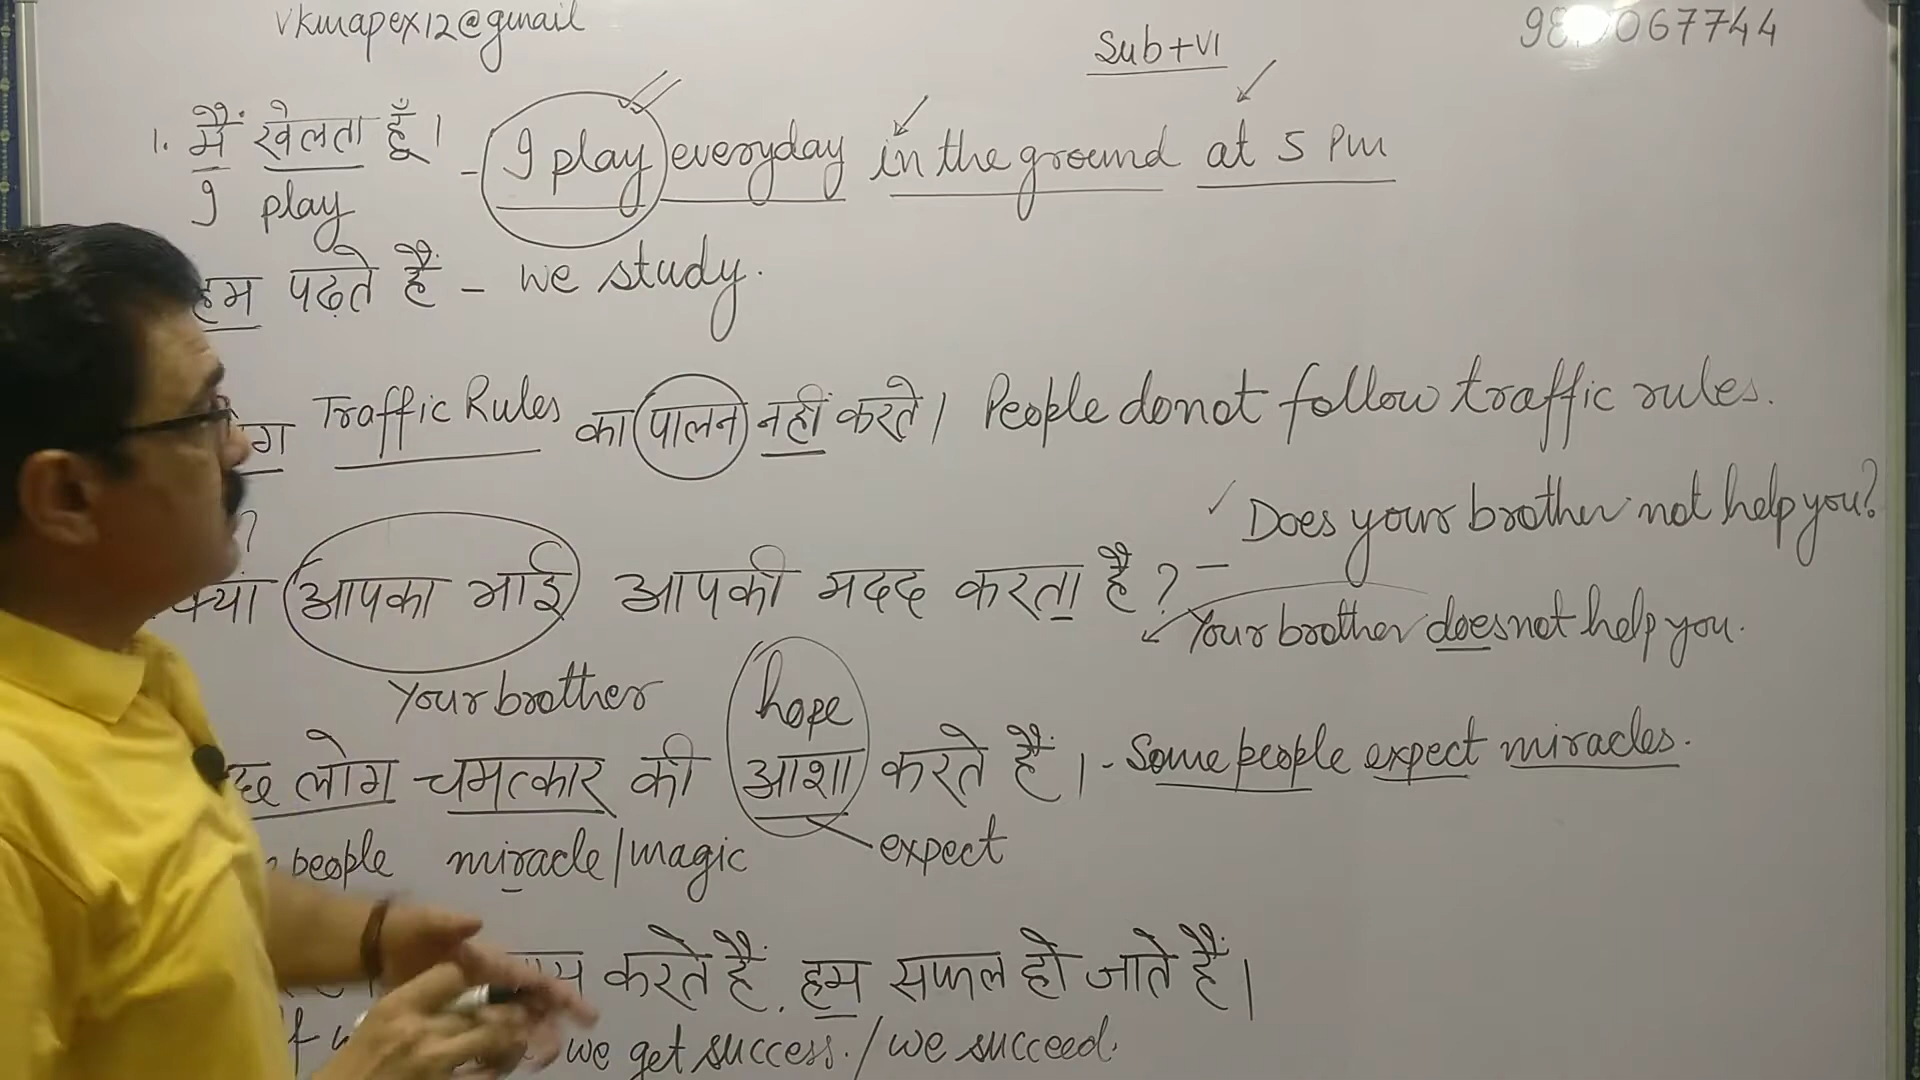 vkmapex12@gmail
Sub+V1
067744
1. मैं खेलता हूँ। - I play everyday in the ground at 5 Pm
I play
हम पढ़ते हैं - we study.
Traffic Rules का पालन नहीं करते। People do not follow traffic rules.
?
Does your brother not help you?
क्या आपका भाई आपकी मदद करता है? -
Your brother does not help you.
Your brother
hope
लोग चमत्कार की आशा करते हैं। - Some people expect miracles.
people miracle/magic expect
करते हैं, हम सफल हो जाते हैं।
we get success. / we succeed.